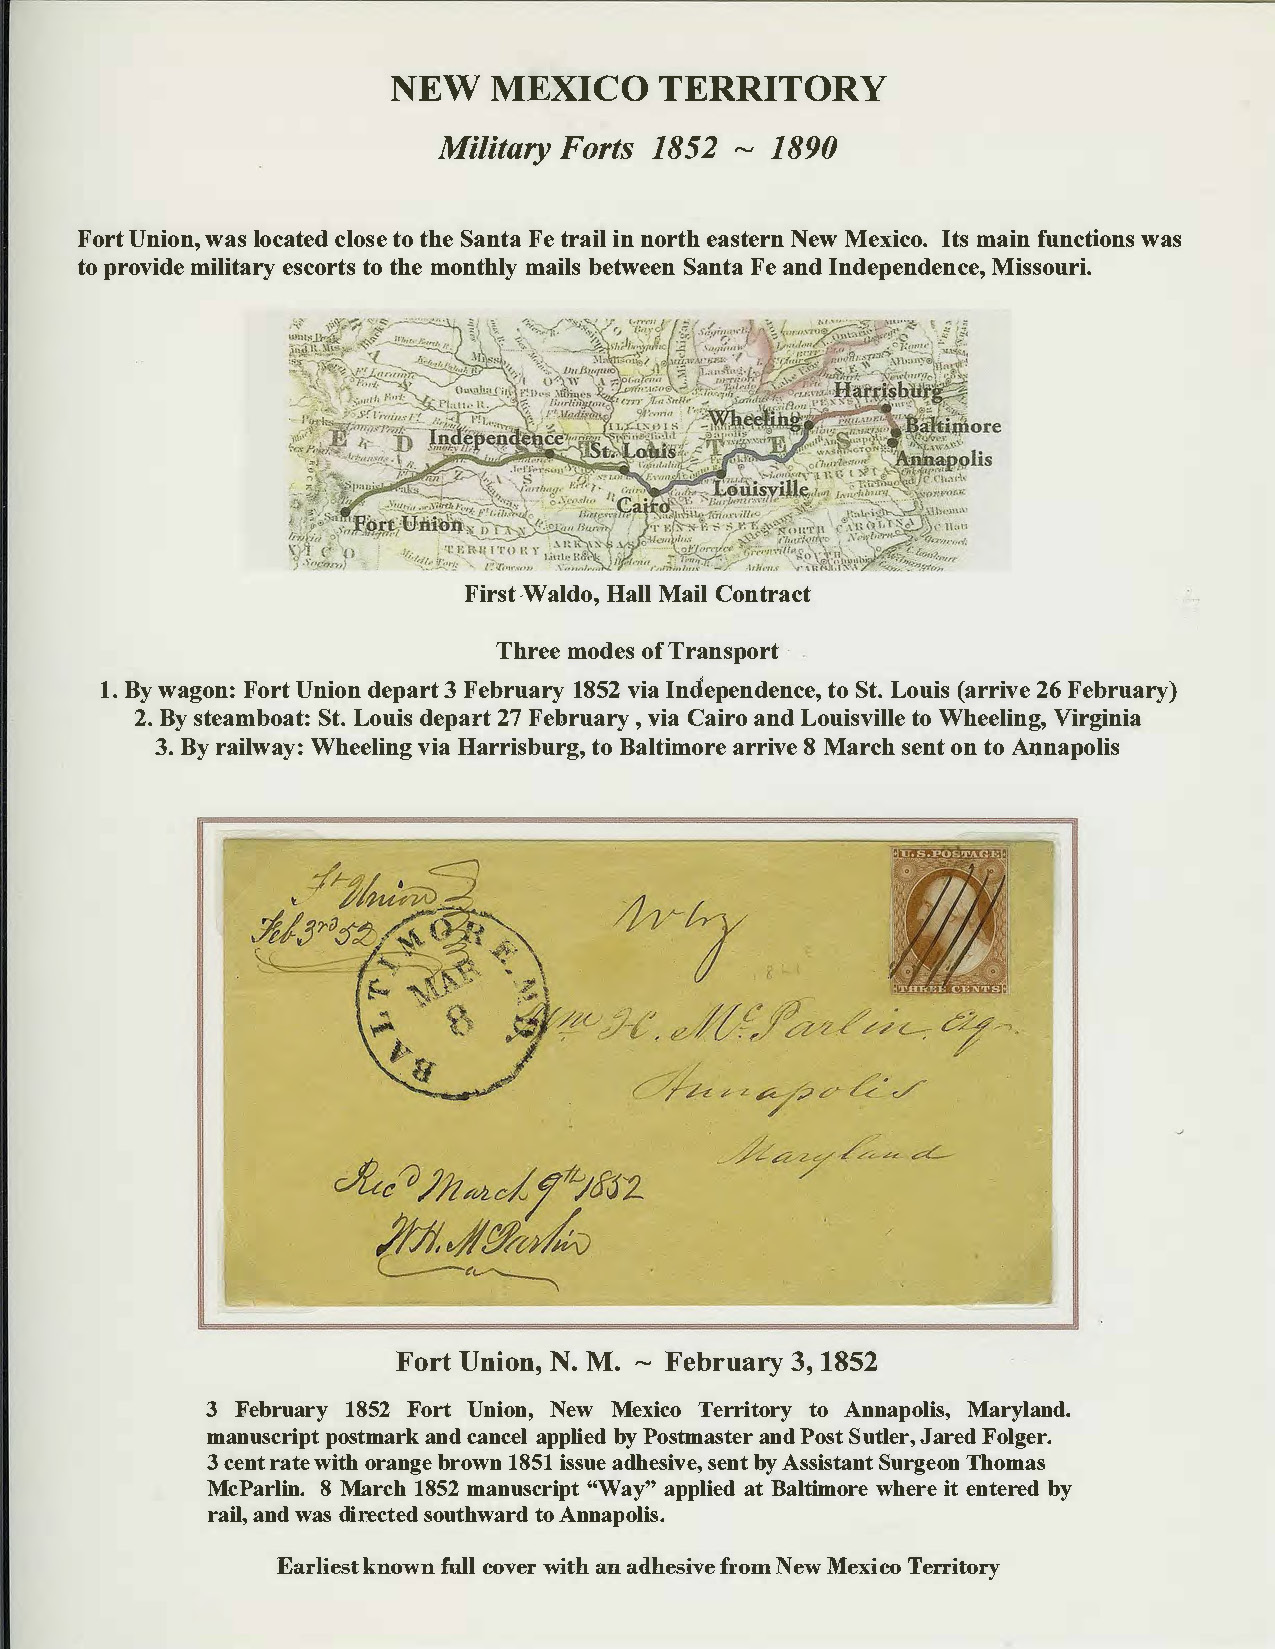 NEW MEXICO TERRITORY
Military Forts 1852 ~ 1890
Fort Union, was located close to the Santa Fe trail in north eastern New Mexico. Its main functions was
to provide military escorts to the monthly mails between Santa Fe and Independence, Missouri.
Harrisburg
Wheeling
Baltimore
Independence
St. Louis
Annapolis
Louisville
Cairo
Fort Union
First Waldo, Hall Mail Contract
Three modes of Transport
1. By wagon: Fort Union depart 3 February 1852 via Independence, to St. Louis (arrive 26 February)
2. By steamboat: St. Louis depart 27 February , via Cairo and Louisville to Wheeling, Virginia
3. By railway: Wheeling via Harrisburg, to Baltimore arrive 8 March sent on to Annapolis
U.S. POSTAGE
THREE CENTS
Ft Union
Feb 3rd 52
Way
BALTIMORE, MD.
MAR
8
Wm H. McParlin, Esq.
Annapolis
Maryland
Recd March 9th 1852
W.H. McParlin
Fort Union, N. M. ~ February 3, 1852
3 February 1852 Fort Union, New Mexico Territory to Annapolis, Maryland.
manuscript postmark and cancel applied by Postmaster and Post Sutler, Jared Folger.
3 cent rate with orange brown 1851 issue adhesive, sent by Assistant Surgeon Thomas
McParlin. 8 March 1852 manuscript “Way” applied at Baltimore where it entered by
rail, and was directed southward to Annapolis.
Earliest known full cover with an adhesive from New Mexico Territory